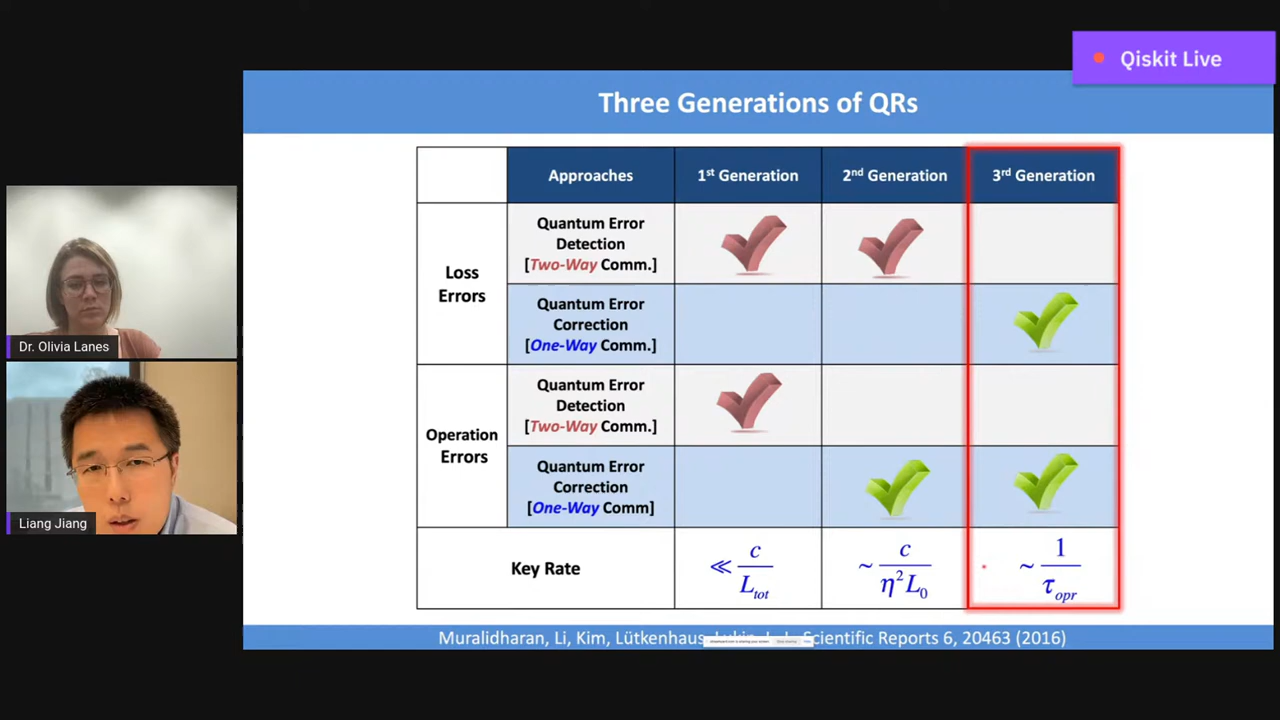 Qiskit Live
Three Generations of QRs
Approaches
1st Generation
2nd Generation
3rd Generation
Loss
Errors
Quantum Error
Detection
[Two-Way Comm.]
Quantum Error
Correction
[One-Way Comm.]
Operation
Errors
Quantum Error
Detection
[Two-Way Comm.]
Quantum Error
Correction
[One-Way Comm]
Key Rate
≪ c / L_tot
~ c / η² L₀
~ 1 / τ_opr
Muralidharan, Li, Kim, Lütkenhaus, Scientific Reports 6, 20463 (2016)
Dr. Olivia Lanes
Liang Jiang